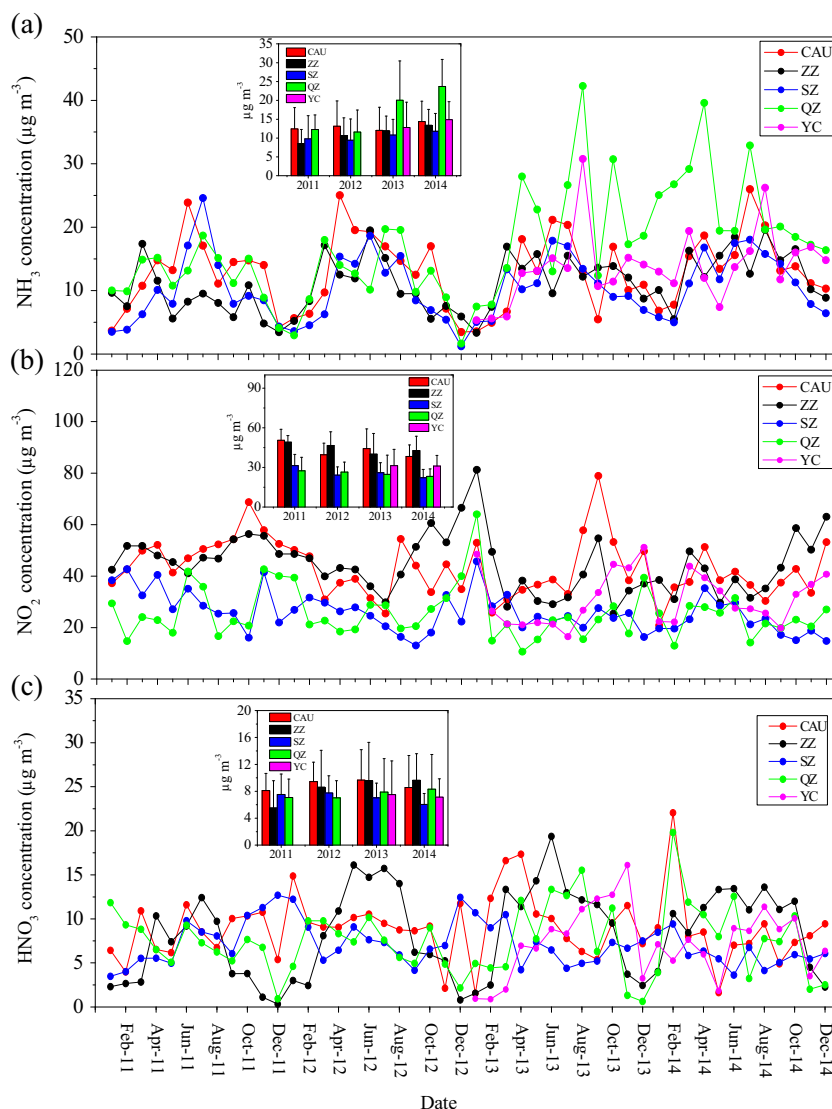 (a)
NH3 concentration (µg m-3)
50
40
30
20
10
0
µg m-3
35
30
25
20
15
10
5
0
CAU
ZZ
SZ
QZ
YC
2011 2012 2013 2014
CAU
ZZ
SZ
QZ
YC
(b)
NO2 concentration (µg m-3)
120
100
80
60
40
20
0
µg m-3
90
60
30
0
CAU
ZZ
SZ
QZ
YC
2011 2012 2013 2014
CAU
ZZ
SZ
QZ
YC
(c)
HNO3 concentration (µg m-3)
35
30
25
20
15
10
5
0
µg m-3
20
16
12
8
4
0
CAU
ZZ
SZ
QZ
YC
2011 2012 2013 2014
CAU
ZZ
SZ
QZ
YC
Feb-11
Apr-11
Jun-11
Aug-11
Oct-11
Dec-11
Feb-12
Apr-12
Jun-12
Aug-12
Oct-12
Dec-12
Feb-13
Apr-13
Jun-13
Aug-13
Oct-13
Dec-13
Feb-14
Apr-14
Jun-14
Aug-14
Oct-14
Dec-14
Date